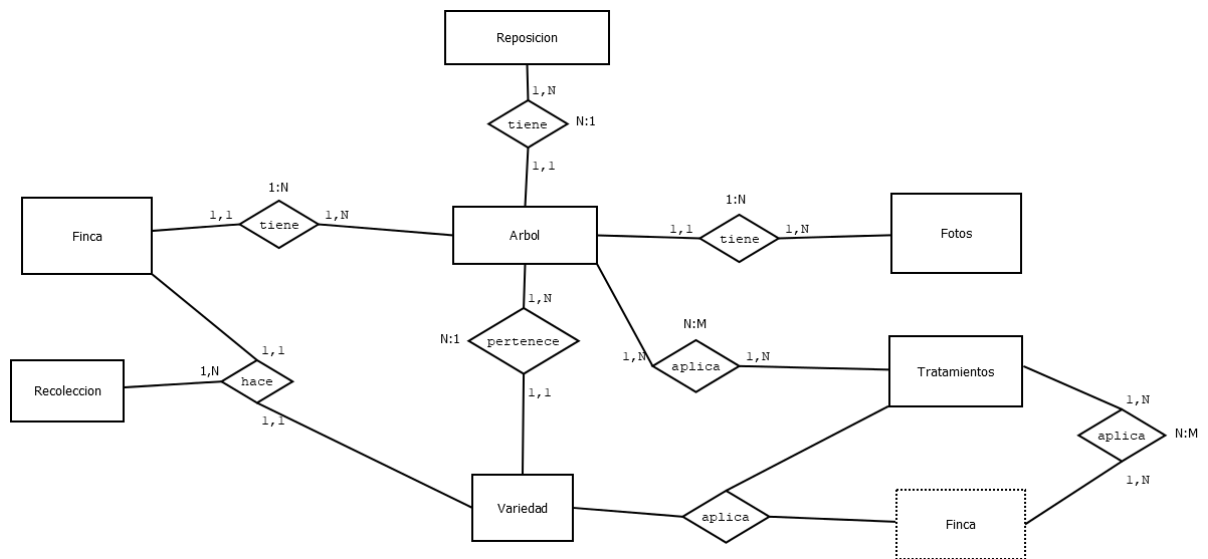 Reposicion
1,N
tiene
N:1
1,1
1:N
1:N
Finca
1,1
tiene
1,N
Arbol
1,1
tiene
1,N
Fotos
1,N
N:1
pertenece
N:M
1,1
1,N
aplica
1,N
Recoleccion
1,N
hace
Tratamientos
1,1
1,1
1,N
aplica
N:M
1,N
Variedad
aplica
Finca